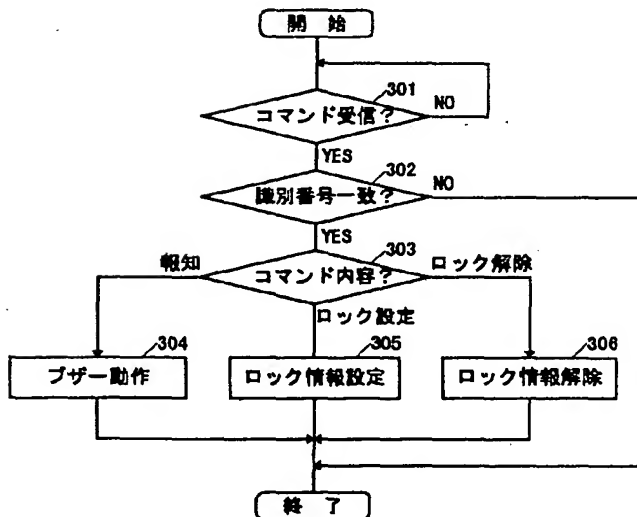 開 始
301
コマンド受信?
NO
YES
302
識別番号一致?
NO
YES
303
報知
コマンド内容?
ロック解除
ロック設定
304
305
306
ブザー動作
ロック情報設定
ロック情報解除
終 了